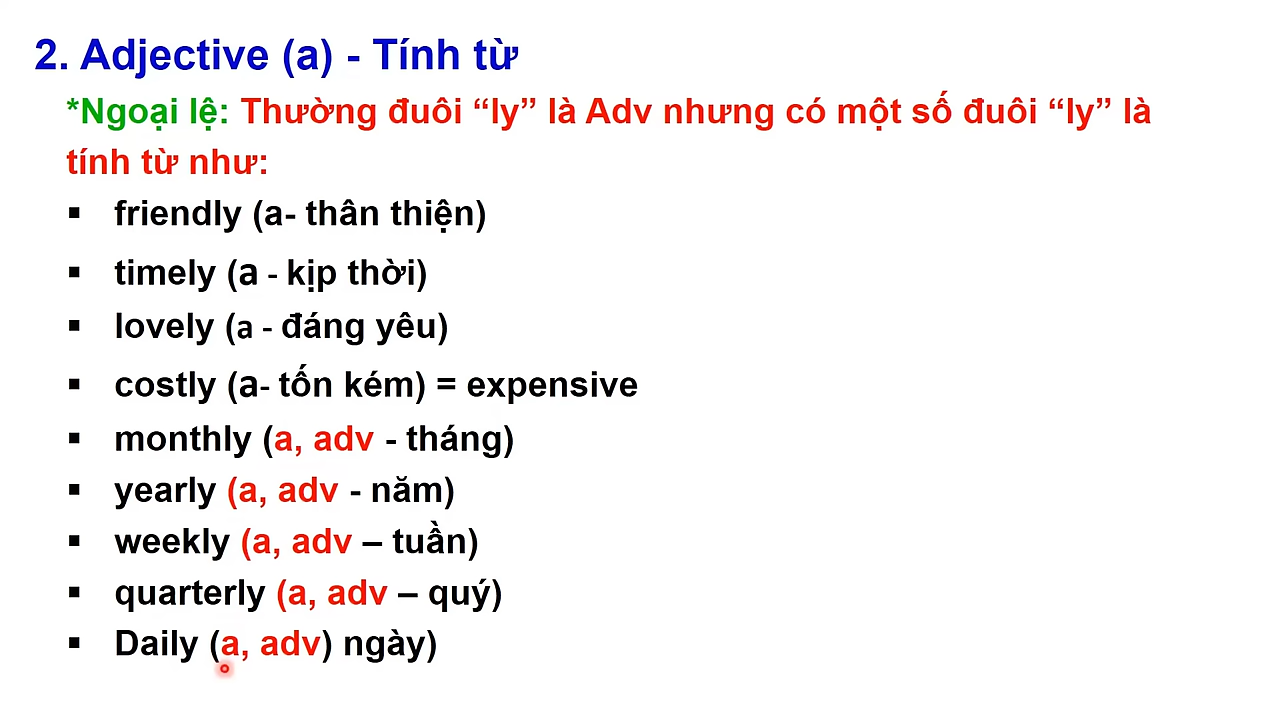 2. Adjective (a) - Tính từ
*Ngoại lệ: Thường đuôi “ly” là Adv nhưng có một số đuôi “ly” là
tính từ như:
▪ friendly (a- thân thiện)
▪ timely (a - kịp thời)
▪ lovely (a - đáng yêu)
▪ costly (a- tốn kém) = expensive
▪ monthly (a, adv - tháng)
▪ yearly (a, adv - năm)
▪ weekly (a, adv – tuần)
▪ quarterly (a, adv – quý)
▪ Daily (a, adv) ngày)